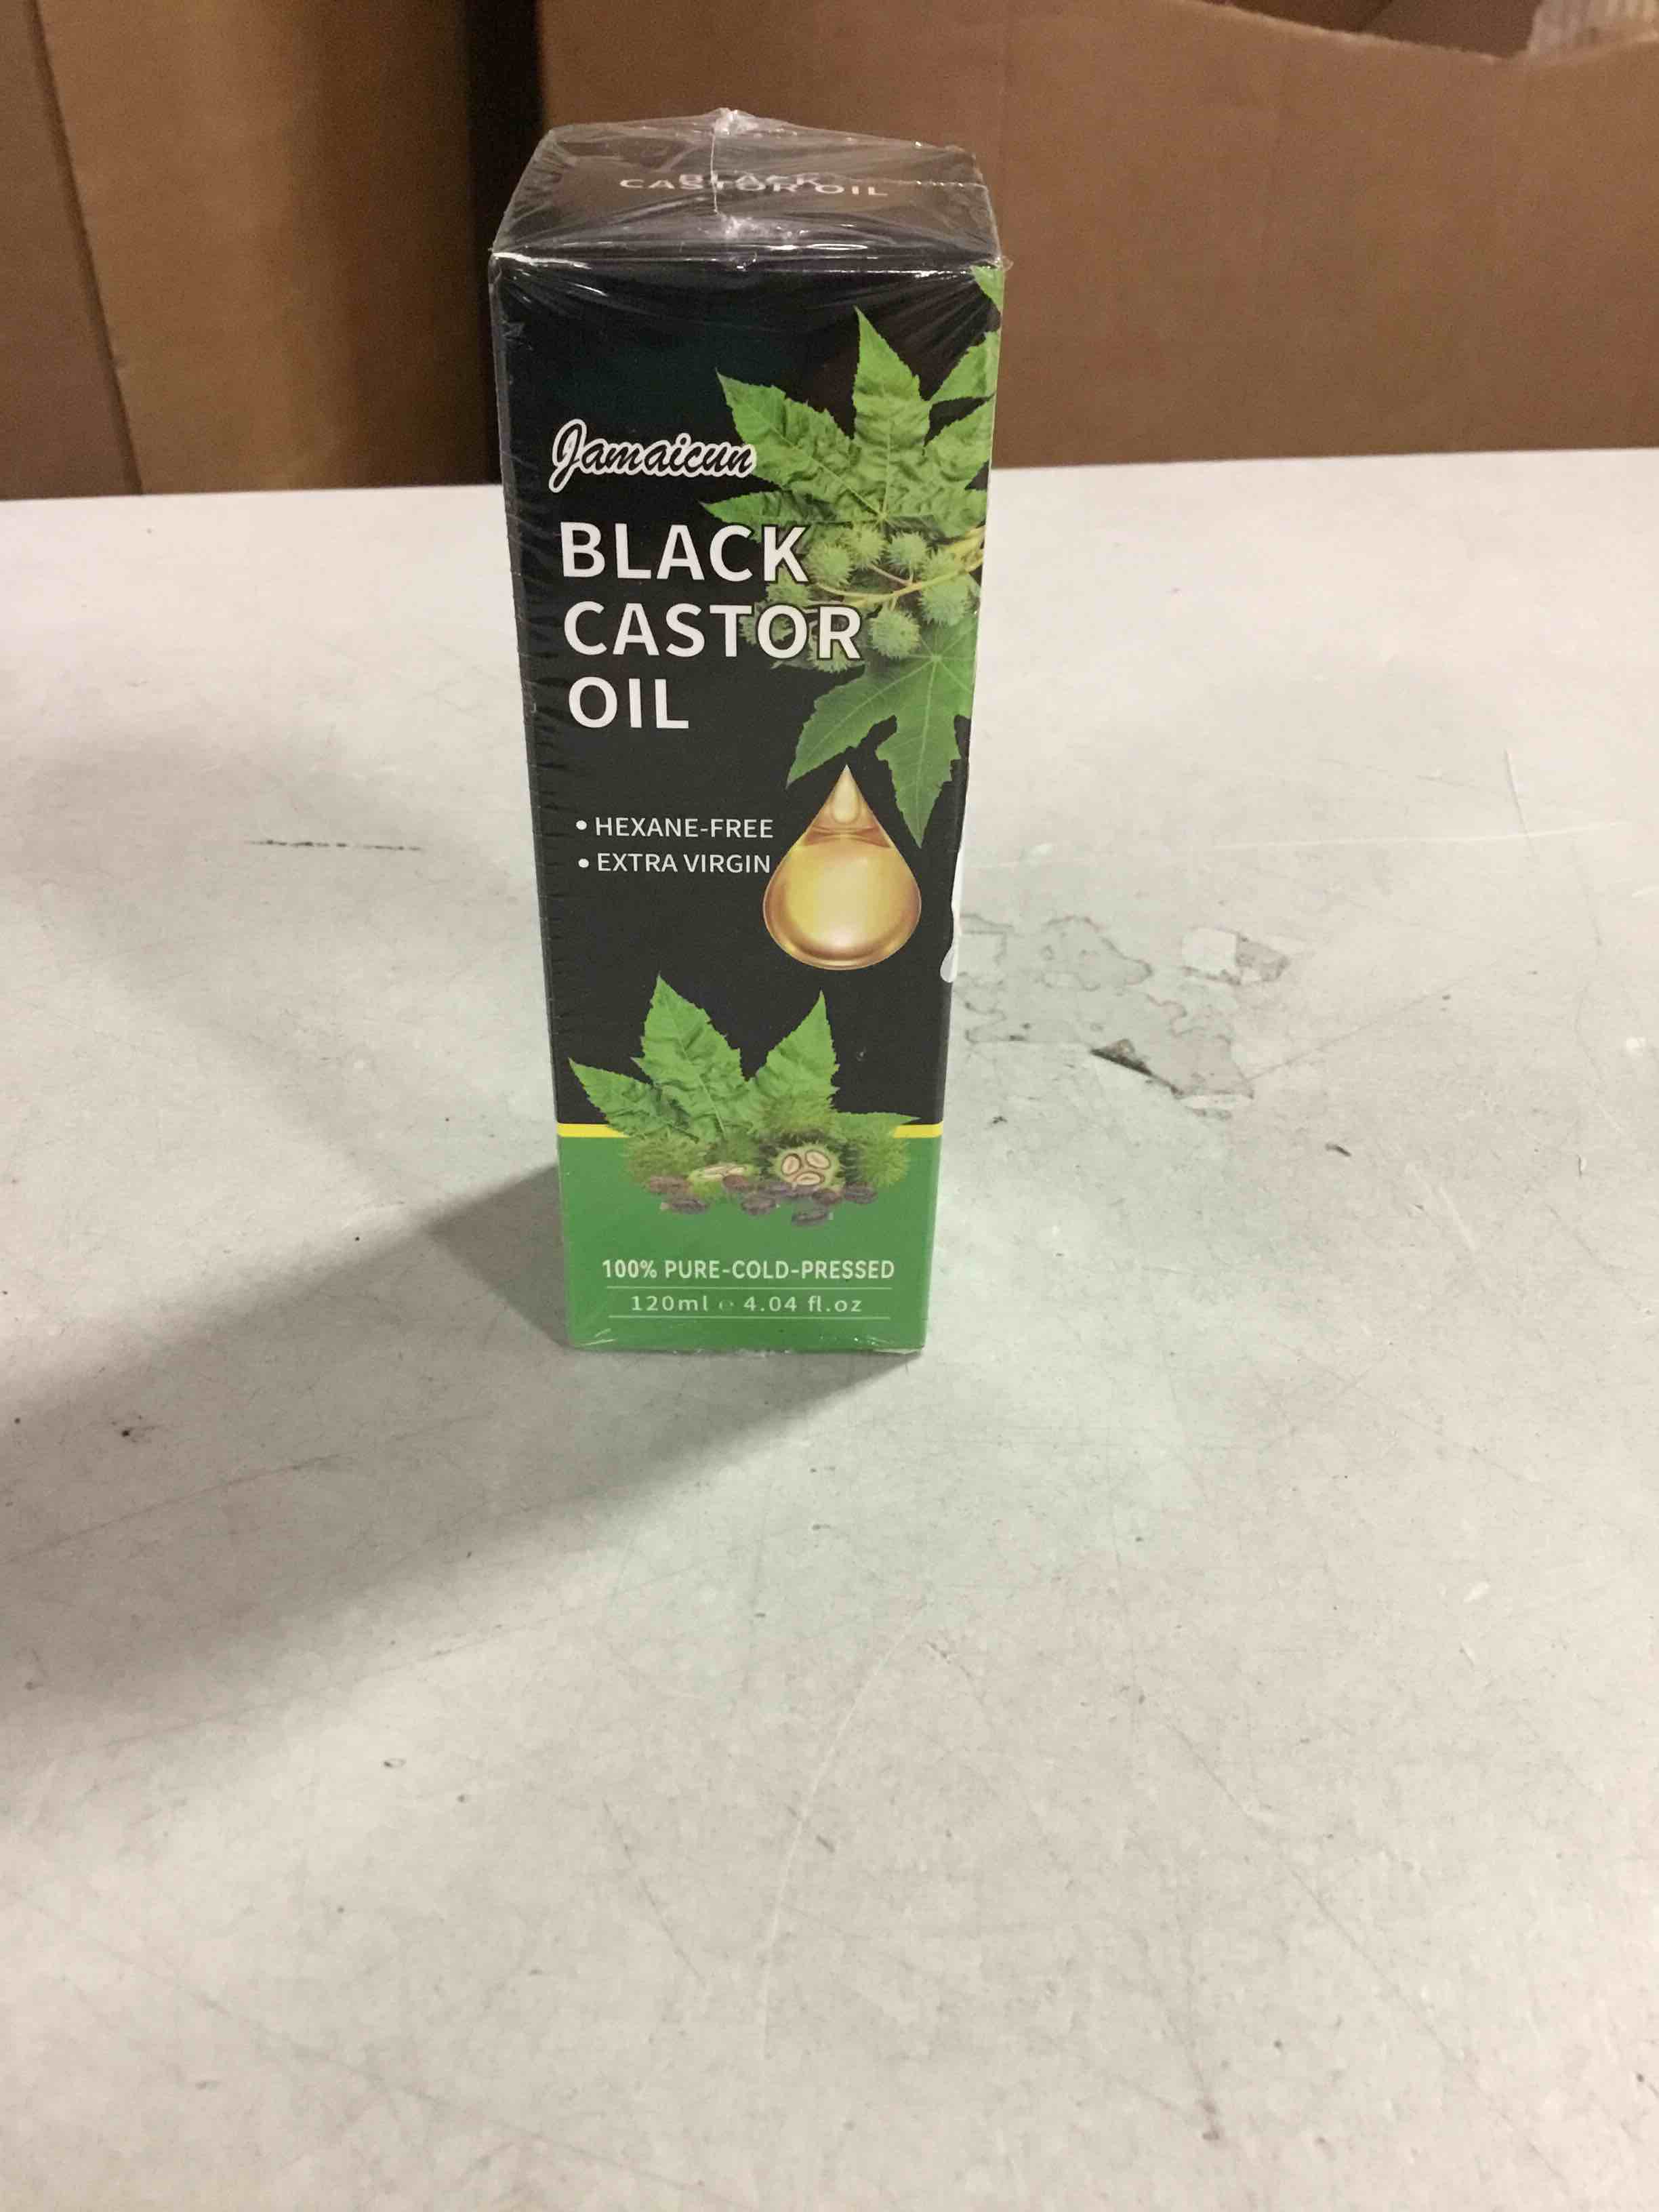 BLACK
CASTOR OIL
Jamaicun
BLACK
CASTOR
OIL
• HEXANE-FREE
• EXTRA VIRGIN
100% PURE-COLD-PRESSED
120ml e 4.04 fl.oz